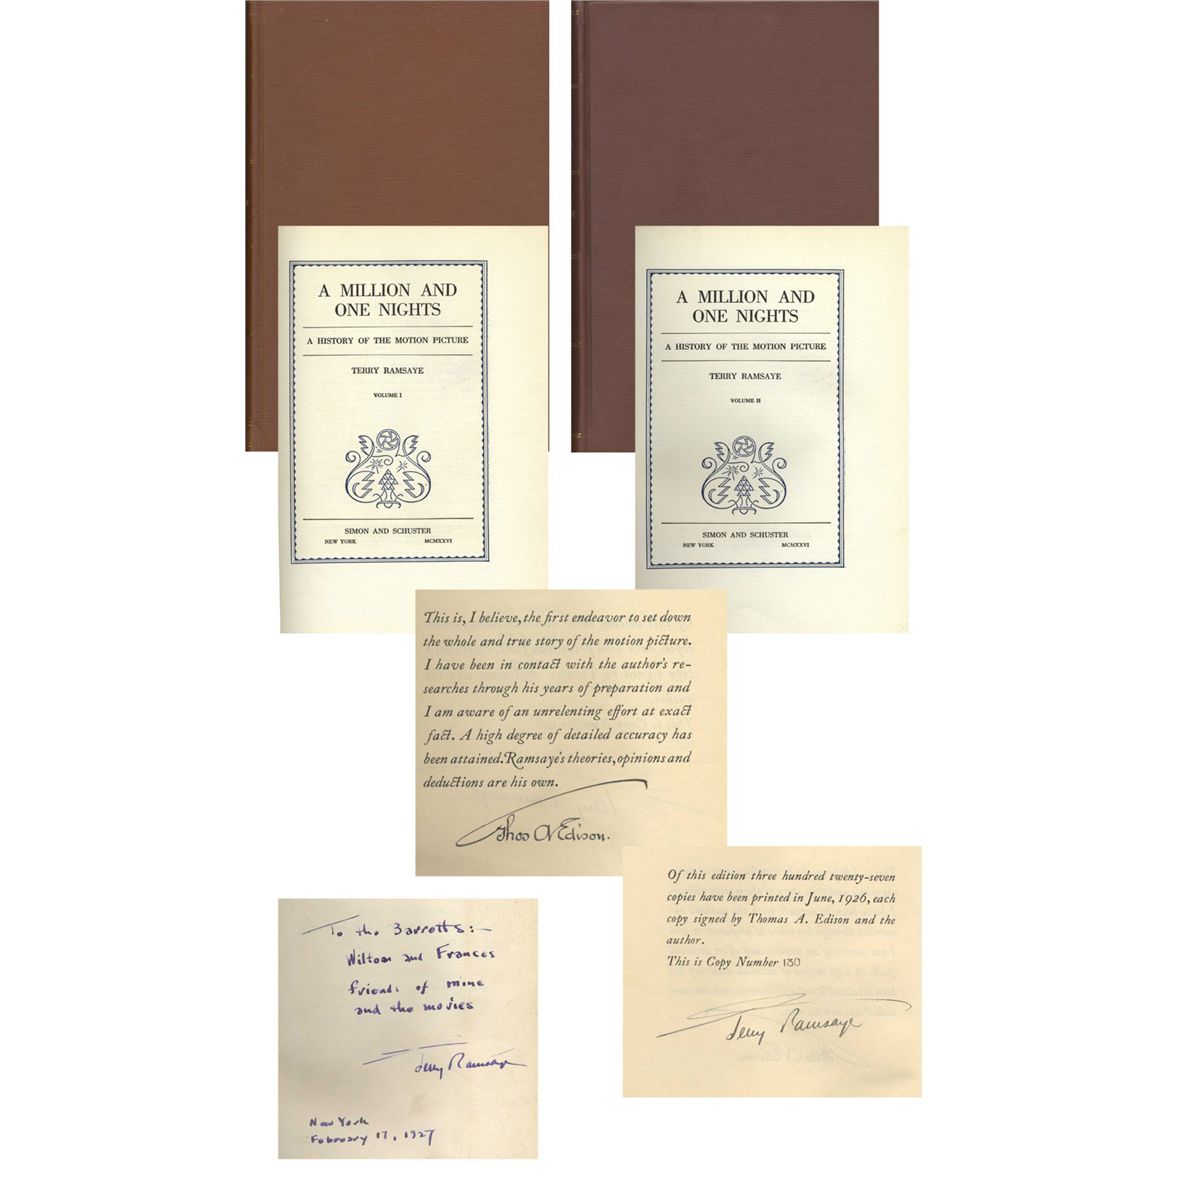 A MILLION AND
ONE NIGHTS
A HISTORY OF THE MOTION PICTURE
TERRY RAMSAYE
VOLUME I
SIMON AND SCHUSTER
NEW YORK MCMXXVI
A MILLION AND
ONE NIGHTS
A HISTORY OF THE MOTION PICTURE
TERRY RAMSAYE
VOLUME II
SIMON AND SCHUSTER
NEW YORK MCMXXVI
This is, I believe, the first endeavor to set down
the whole and true story of the motion picture.
I have been in contact with the author's re-
searches through his years of preparation and
I am aware of an unrelenting effort at exact
fact. A high degree of detailed accuracy has
been attained. Ramsaye's theories, opinions and
deductions are his own.
Thos A Edison.
Of this edition three hundred twenty-seven
copies have been printed in June, 1926, each
copy signed by Thomas A. Edison and the
author.
This is Copy Number 130
Terry Ramsaye
To the Barretts:-
Wilton and Frances
friends of mine
and the movies
Terry Ramsaye
New York
February 17, 1927